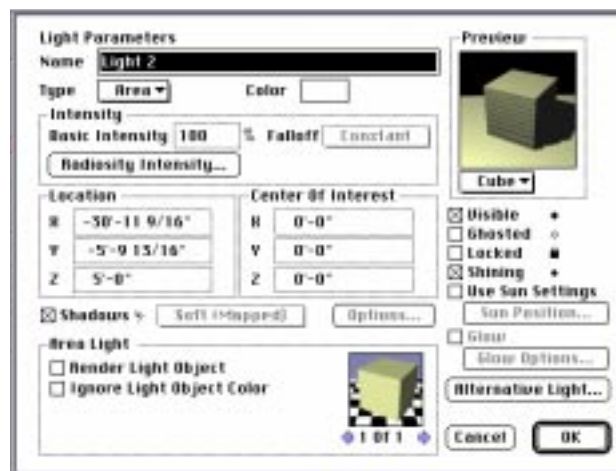 Light Parameters
Name Light 2
Type Area Color
Intensity
Basic Intensity 100 % Falloff Constant
Radiosity Intensity...
Location
X -30'-11 9/16"
Y -5'-9 13/16"
Z 5'-0"
Center Of Interest
X 0'-0"
Y 0'-0"
Z 0'-0"
Shadows Soft (Mapped) Options...
Area Light
Render Light Object
Ignore Light Object Color
1 Of 1
Preview
Cube
Visible
Ghosted
Locked
Shining
Use Sun Settings
Sun Position...
Glow
Glow Options...
Alternative Light...
Cancel OK